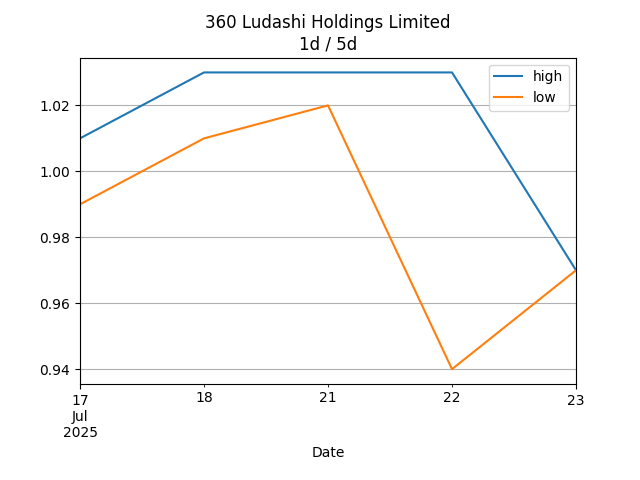 360 Ludashi Holdings Limited
1d / 5d
high
low
1.02
1.00
0.98
0.96
0.94
17 18 21 22 23
Jul
2025
Date